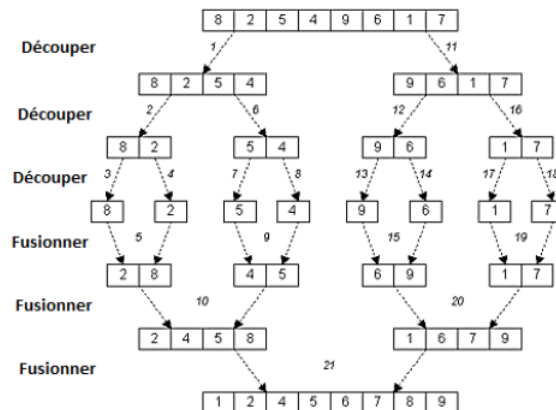 8 2 5 4 9 6 1 7
Découper
1 11
8 2 5 4 9 6 1 7
Découper
2 6 12 16
8 2 5 4 9 6 1 7
Découper
3 4 7 8 13 14 17 18
8 2 5 4 9 6 1 7
Fusionner
5 9 15 19
2 8 4 5 6 9 1 7
Fusionner
10 20
2 4 5 8 1 6 7 9
Fusionner
21
1 2 4 5 6 7 8 9